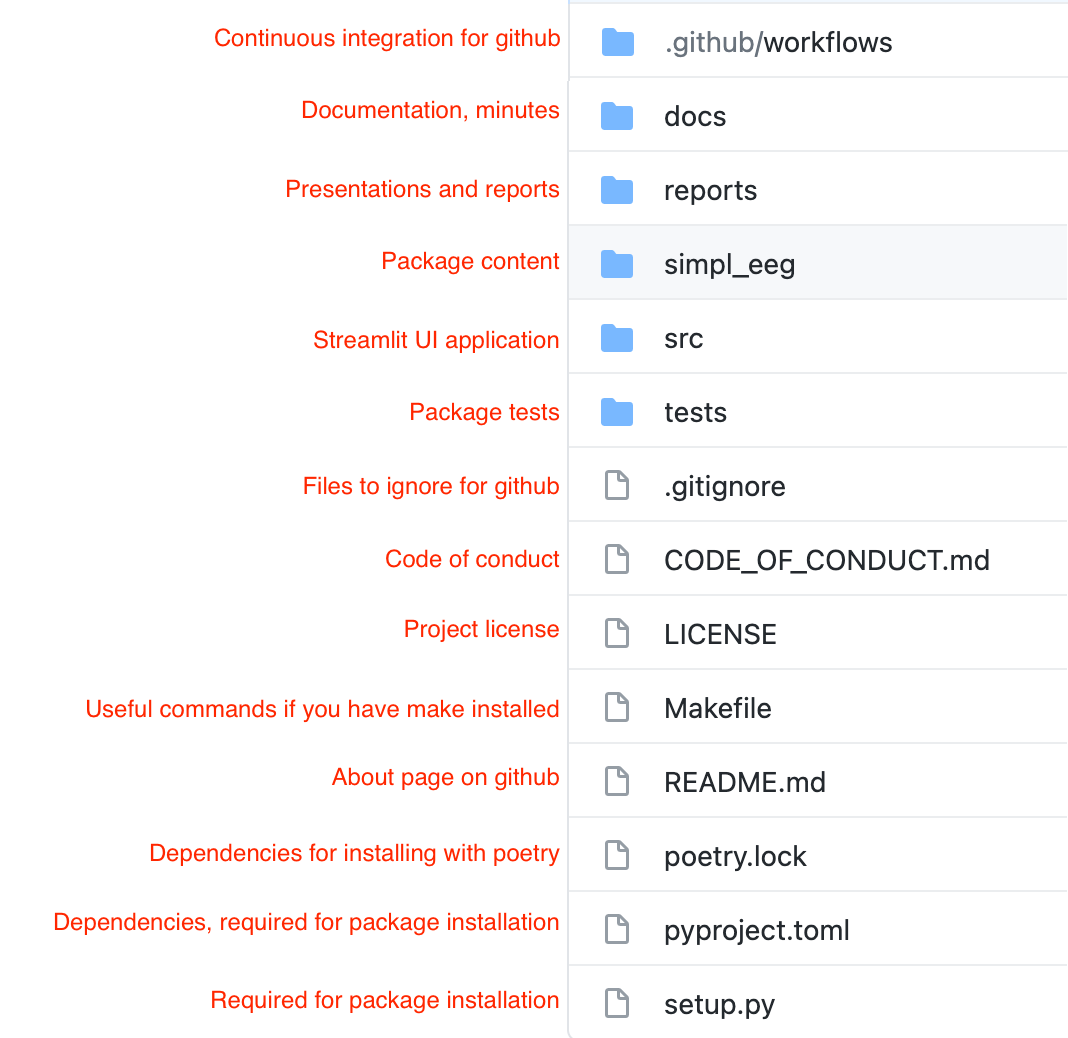 Continuous integration for github .github/workflows
Documentation, minutes docs
Presentations and reports reports
Package content simpl_eeg
Streamlit UI application src
Package tests tests
Files to ignore for github .gitignore
Code of conduct CODE_OF_CONDUCT.md
Project license LICENSE
Useful commands if you have make installed Makefile
About page on github README.md
Dependencies for installing with poetry poetry.lock
Dependencies, required for package installation pyproject.toml
Required for package installation setup.py